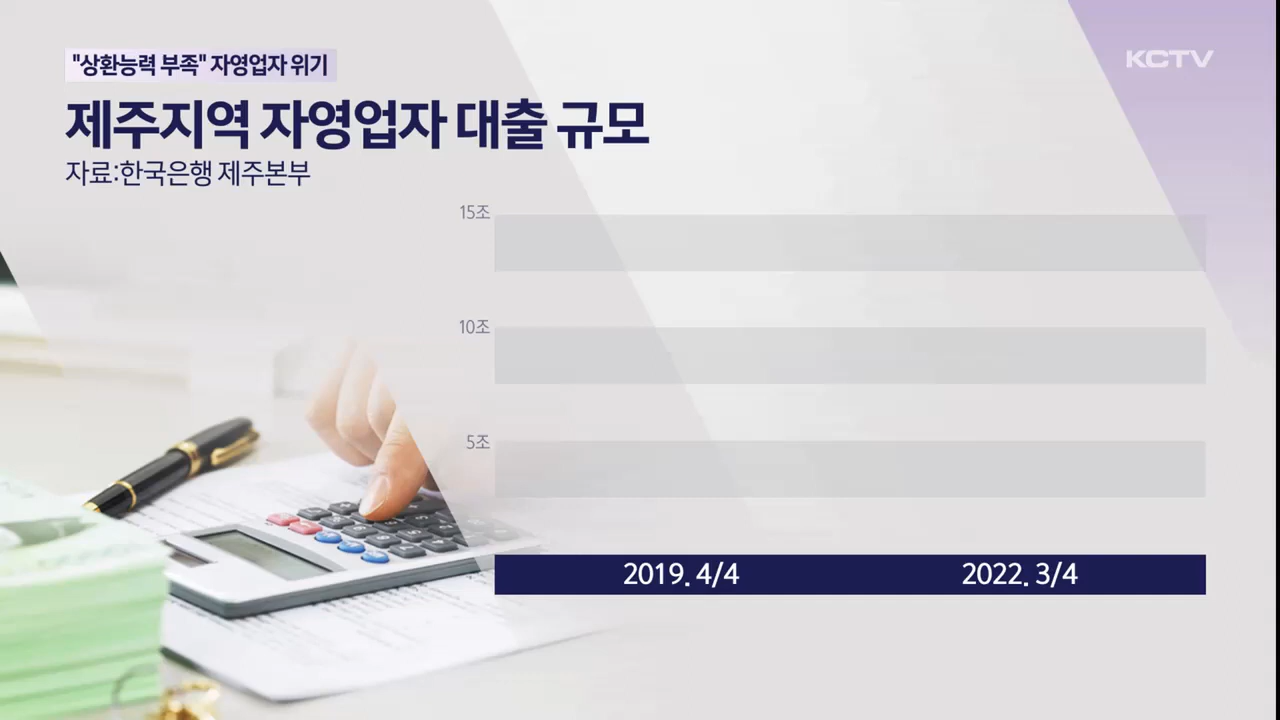 "상환능력 부족" 자영업자 위기
KCTV
제주지역 자영업자 대출 규모
자료:한국은행 제주본부
15조
10조
5조
2019. 4/4
2022. 3/4